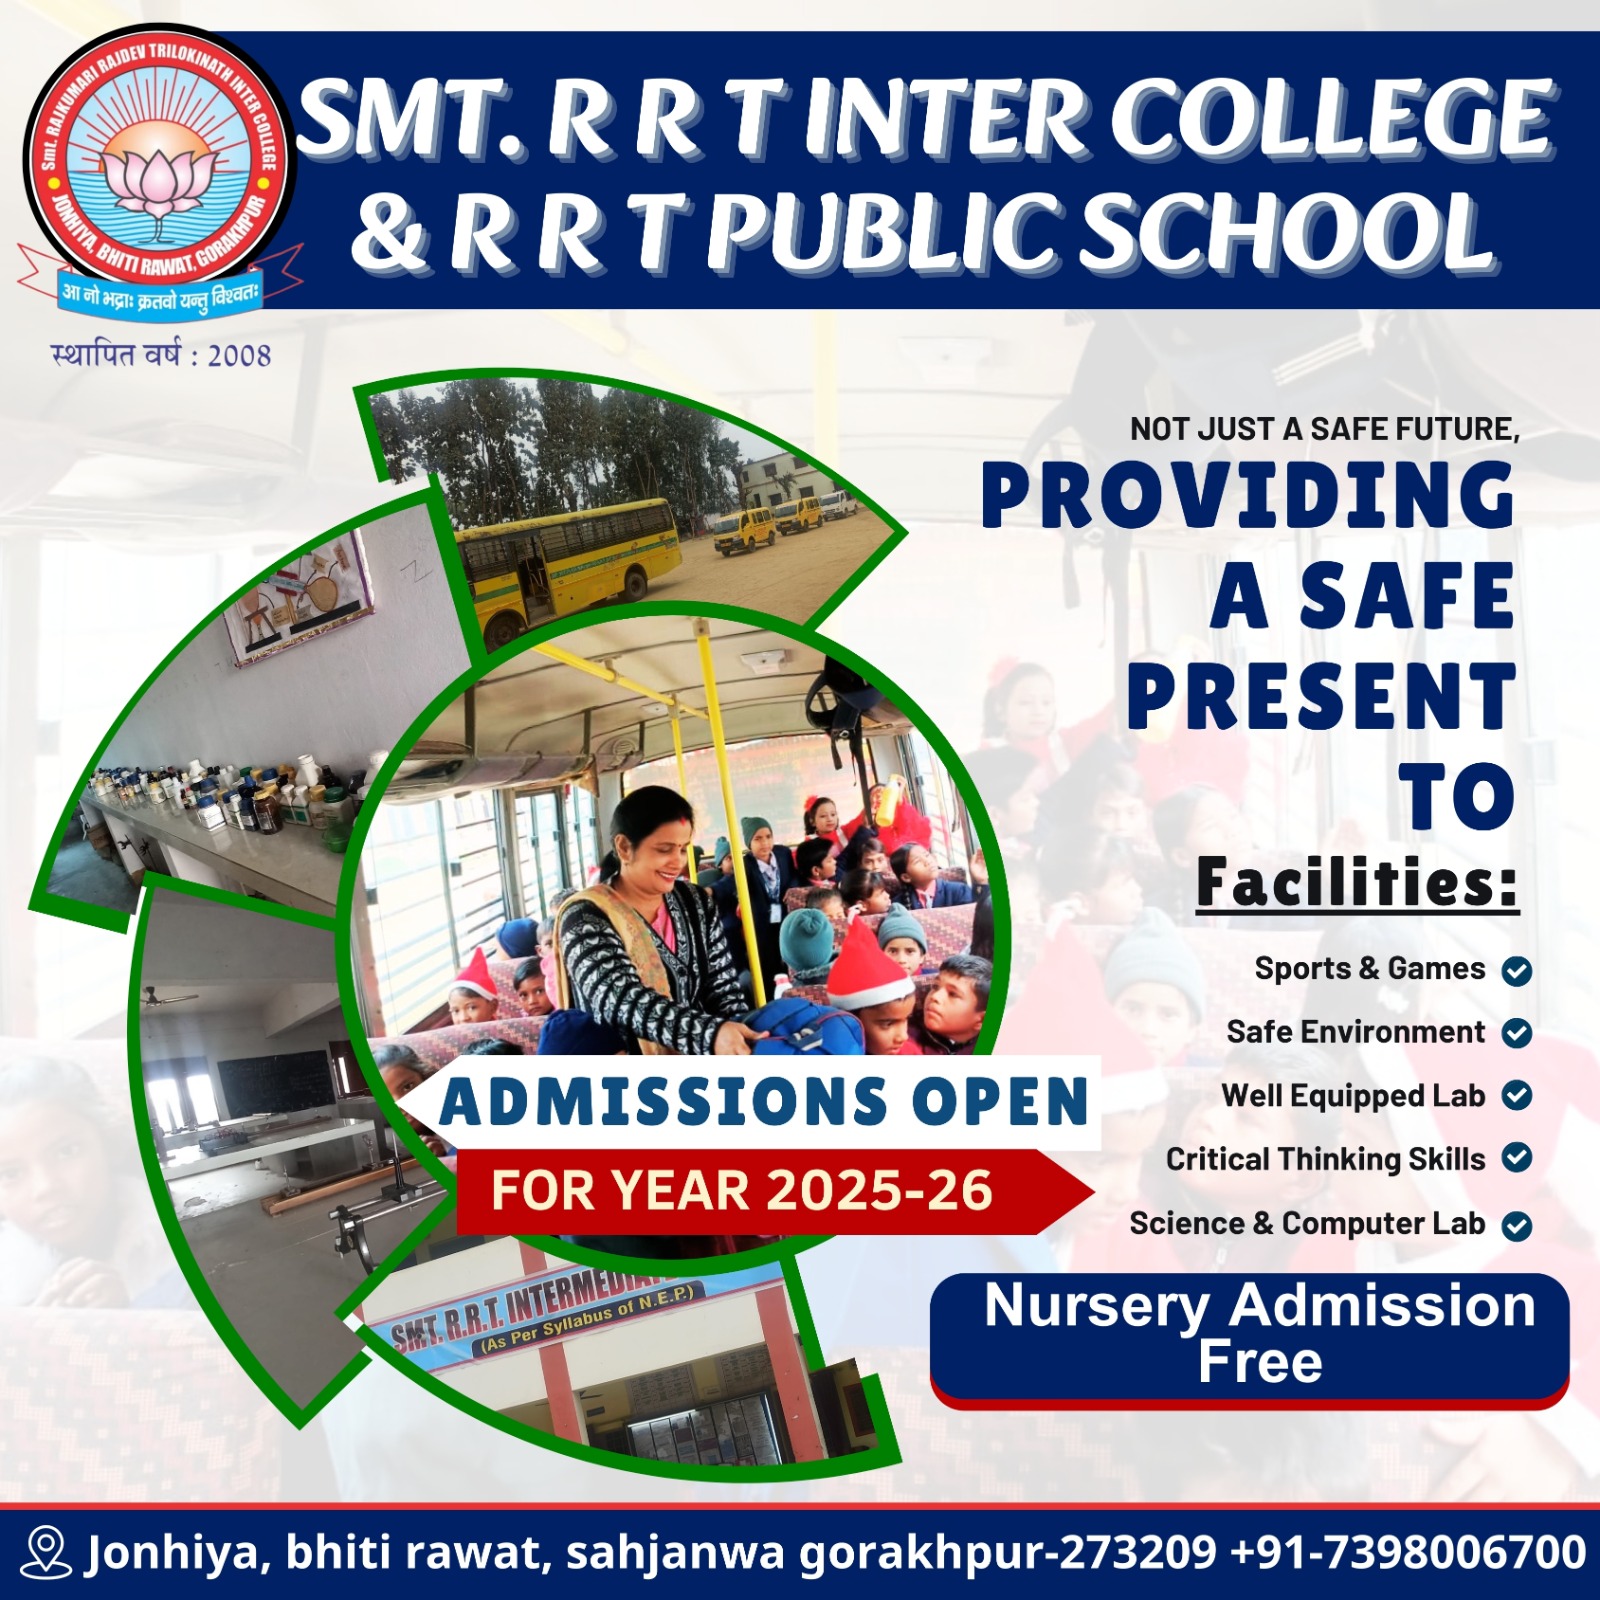 Smt. RAJKUMARI RAJDEV TRILOKINATH INTER COLLEGE
JONHIYA, BHITI RAWAT, GORAKHPUR
आ नो भद्राः क्रतवो यन्तु विश्वतः
स्थापित वर्ष : 2008
SMT. R R T INTER COLLEGE
& R R T PUBLIC SCHOOL
NOT JUST A SAFE FUTURE,
PROVIDING
A SAFE
PRESENT
TO
Facilities:
Sports & Games
Safe Environment
Well Equipped Lab
Critical Thinking Skills
Science & Computer Lab
ADMISSIONS OPEN
FOR YEAR 2025-26
SMT. R.R.T. INTERMEDIA
(As Per Syllabus of N.E.P.)
Nursery Admission
Free
Jonhiya, bhiti rawat, sahjanwa gorakhpur-273209 +91-7398006700